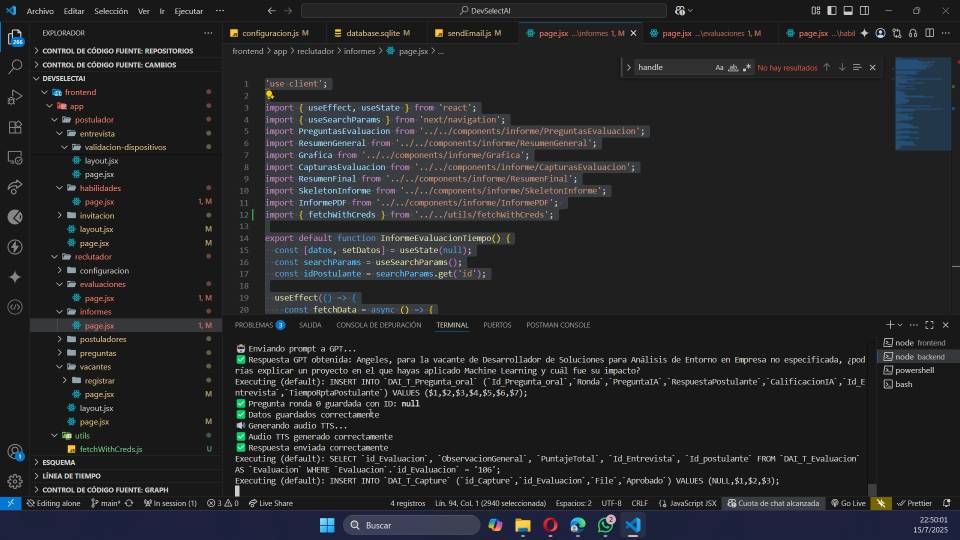 Archivo Editar Selección Ver Ir Ejecutar ··· DevSelectAI
EXPLORADOR ···
CONTROL DE CÓDIGO FUENTE: REPOSITORIOS
CONTROL DE CÓDIGO FUENTE: CAMBIOS
DEVSELECTAI
frontend
app
postulador
entrevista
validacion-dispositivos
layout.jsx
page.jsx
habilidades
page.jsx 1, M
invitacion
layout.jsx M
page.jsx M
reclutador
configuracion
evaluaciones
page.jsx 1, M
informes
page.jsx 1, M
postuladores
preguntas
vacantes
registrar
page.jsx M
layout.jsx
page.jsx M
utils
fetchWithCreds.js U
ESQUEMA
LÍNEA DE TIEMPO
CONTROL DE CÓDIGO FUENTE: GRAPH
266
1
configuracion.js M database.sqlite M sendEmail.js M page.jsx ...\informes 1, M page.jsx ...\evaluaciones 1, M page.jsx ...\habil
frontend > app > reclutador > informes > page.jsx > ...
handle Aa ab No hay resultados
1 'use client';
2
3 import { useEffect, useState } from 'react';
4 import { useSearchParams } from 'next/navigation';
5 import PreguntasEvaluacion from '../../components/informe/PreguntasEvaluacion';
6 import ResumenGeneral from '../../components/informe/ResumenGeneral';
7 import Grafica from '../../components/informe/Grafica';
8 import CapturasEvaluacion from '../../components/informe/CapturasEvaluacion';
9 import ResumenFinal from '../../components/informe/ResumenFinal';
10 import SkeletonInforme from '../../components/informe/SkeletonInforme';
11 import InformePDF from '../../components/informe/InformePDF';
12 import { fetchWithCreds } from '../../utils/fetchWithCreds';
13
14 export default function InformeEvaluacionTiempo() {
15 const [datos, setDatos] = useState(null);
16 const searchParams = useSearchParams();
17 const idPostulante = searchParams.get('id');
18
19 useEffect(() => {
20 const fetchData = async () => {
PROBLEMAS 3 SALIDA CONSOLA DE DEPURACIÓN TERMINAL PUERTOS POSTMAN CONSOLE
Enviando prompt a GPT...
Respuesta GPT obtenida: Angeles, para la vacante de Desarrollador de Soluciones para Análisis de Entorno en Empresa no especificada, ¿pod
rías explicar un proyecto en el que hayas aplicado Machine Learning y cuál fue su impacto?
Executing (default): INSERT INTO `DAI_T_Pregunta_oral` (`Id_Pregunta_oral`,`Ronda`,`PreguntaIA`,`RespuestaPostulante`,`CalificacionIA`,`Id_E
ntrevista`,`TiempoRptaPostulante`) VALUES ($1,$2,$3,$4,$5,$6,$7);
Pregunta ronda 0 guardada con ID: null
Datos guardados correctamente
Generando audio TTS...
Audio TTS generado correctamente
Respuesta enviada correctamente
Executing (default): SELECT `id_Evaluacion`, `ObservacionGeneral`, `PuntajeTotal`, `Id_Entrevista`, `Id_postulante` FROM `DAI_T_Evaluacion`
AS `Evaluacion` WHERE `Evaluacion`.`id_Evaluacion` = '106';
Executing (default): INSERT INTO `DAI_T_Capture` (`id_Capture`,`id_Evaluacion`,`File`,`Aprobado`) VALUES (NULL,$1,$2,$3);
node frontend
node backend
powershell
bash
Editing alone main* In session (1) 3 0 Live Share 4 registros Lín. 94, Col. 1 (2940 seleccionada) Espacios: 2 UTF-8 CRLF JavaScript JSX Cuota de chat alcanzada Go Live Prettier
Buscar
2
22:50:01
15/7/2025